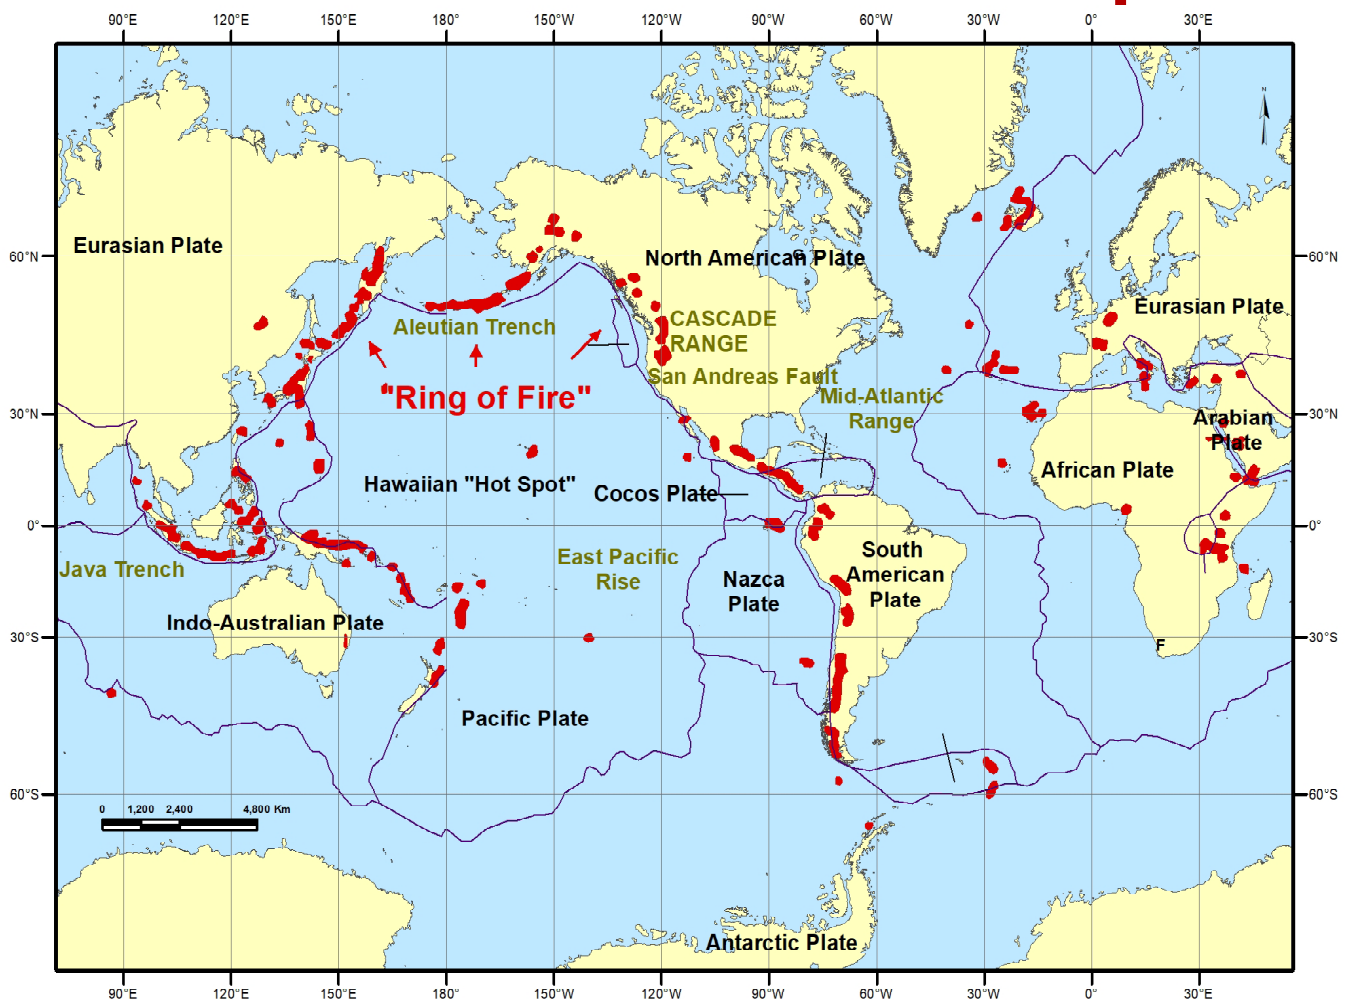 90°E 120°E 150°E 180° 150°W 120°W 90°W 60°W 30°W 0° 30°E
N
60°N 60°N
Eurasian Plate
North American Plate
Eurasian Plate
Aleutian Trench
CASCADE
RANGE
San Andreas Fault
"Ring of Fire"
Mid-Atlantic
Range
30°N 30°N
Arabian
Plate
African Plate
Hawaiian "Hot Spot"
Cocos Plate
0° 0°
Java Trench
East Pacific
Rise
Nazca
Plate
South
American
Plate
Indo-Australian Plate
30°S 30°S
F
Pacific Plate
60°S 60°S
0 1,200 2,400 4,800 Km
Antarctic Plate
90°E 120°E 150°E 180° 150°W 120°W 90°W 60°W 30°W 0° 30°E